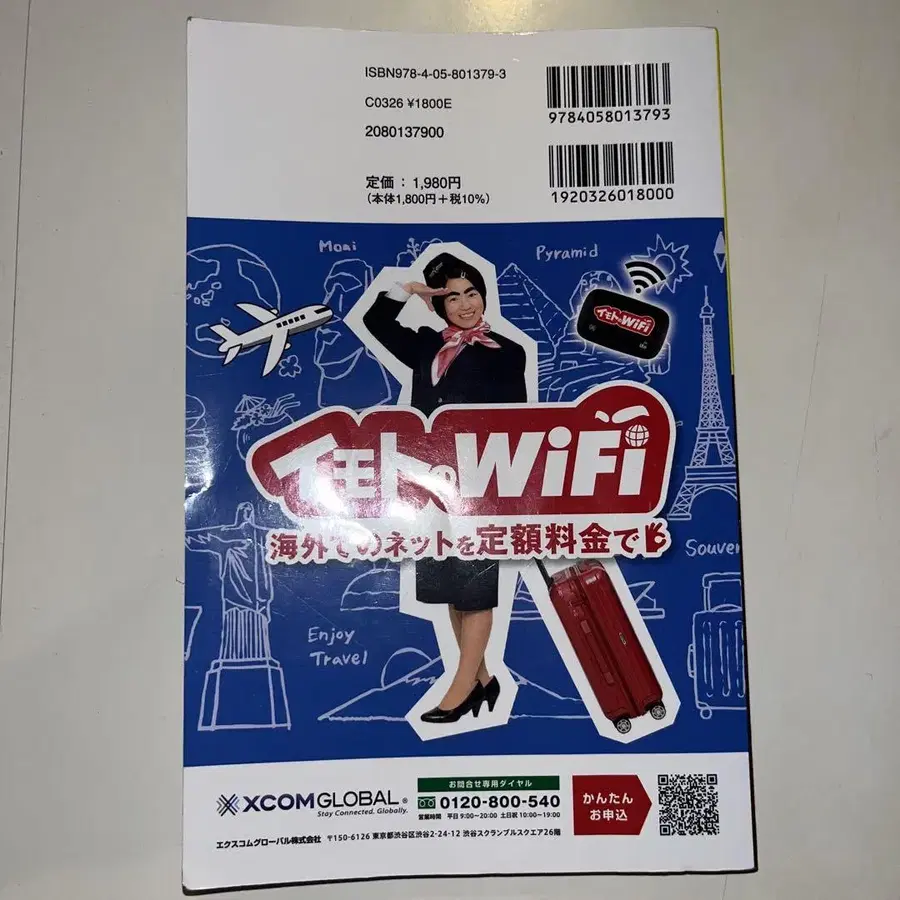 ISBN978-4-05-801379-3
C0326 ¥1800E
2080137900
定価：1,980円
(本体1,800円＋税10%)
9784058013793
1920326018000
Moai
Pyramid
イモトのWiFi
イモトのWiFi
海外でのネットを定額料金で
Souven
Enjoy
Travel
XCOMGLOBAL®
Stay Connected. Globally.
お問合せ専用ダイヤル
0120-800-540
営業時間 平日 9:00〜20:00 土日祝 10:00〜19:00
かんたん
お申込
エクスコムグローバル株式会社 〒150-6126 東京都渋谷区渋谷2-24-12 渋谷スクランブルスクエア26階